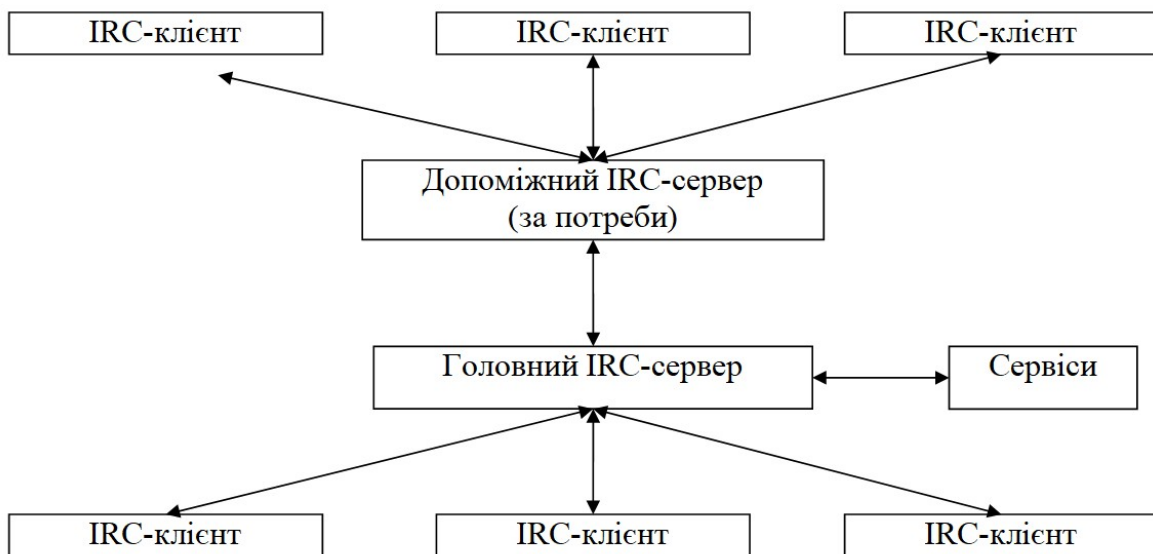 IRC-клієнт
IRC-клієнт
IRC-клієнт
Допоміжний IRC-сервер
(за потреби)
Головний IRC-сервер
Сервіси
IRC-клієнт
IRC-клієнт
IRC-клієнт